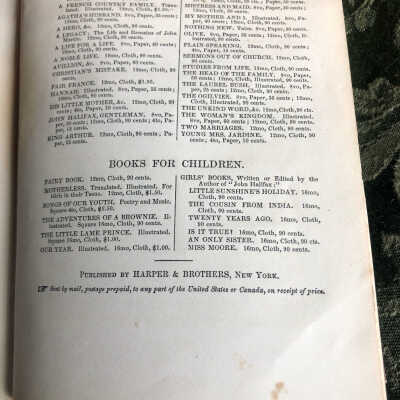 A FRENCH COUNTRY FAMILY. Trans-
lated. Illustrated. 12mo, Cloth, $1.50.
AGATHA'S HUSBAND. 8vo, Paper, 35 cents;
12mo, Cloth, 90 cents.
A HERO, &c. 12mo, Cloth, 90 cents.
A LEGACY: The Life and Remains of John
Martin. 12mo, Cloth, 90 cents.
A LIFE FOR A LIFE. 8vo, Paper, 40 cents;
12mo, Cloth, 90 cents.
A NOBLE LIFE. 12mo, Cloth, 90 cents.
AVILLION, &c. 8vo, Paper, 60 cents.
CHRISTIAN'S MISTAKE. 12mo, Cloth, 90
cents.
FAIR FRANCE. 12mo, Cloth, $1.50.
HANNAH. Illustrated. 8vo, Paper, 35 cents;
12mo, Cloth, 90 cents.
HIS LITTLE MOTHER, &c. 12mo, Cloth, 90
cents;
JOHN HALIFAX, GENTLEMAN. 8vo, Pa-
per, cents; 12mo, Cloth, 90 cents; 4to, Pa-
per, 15 cents.
KING ARTHUR. 12mo, Cloth, 90 cents; Pa-
MISTRESS AND MAID. 8vo, Paper, 30 cents;
12mo, Cloth, 90 cents.
MY MOTHER AND I. Illustrated. 8vo, Pa-
per, 40 cents; 12mo, Cloth, 90 cents.
NOTHING NEW. 8vo, Paper, 30 cents.
OLIVE. 8vo, Paper, 35 cents; 12mo, Cloth, Il-
lustrated, 90 cents.
PLAIN SPEAKING. 12mo, Cloth, 90 cents;
SERMONS OUT OF CHURCH. 12mo, Cloth,
90 cents.
STUDIES FROM LIFE. 12mo, Cloth, 90 cents.
THE HEAD OF THE FAMILY. 8vo, Paper,
cents; 12mo, Cloth, Illustrated, 90 cents.
THE LAUREL BUSH. Illustrated. 8vo, Pa-
per, 25 cents; 12mo, Cloth, 90 cents.
THE OGILVIES. 8vo, Paper, 35 cents; 12mo,
Cloth, Illustrated, 90 cents.
THE UNKIND WORD, &c. 12mo, Cloth, 90 cts.
THE WOMAN'S KINGDOM. Illustrated.
8vo, Paper, 60 cents; 12mo, Cloth, 90 cents.
TWO MARRIAGES. 12mo, Cloth, 90 cents.
YOUNG MRS. JARDINE. 12mo, Cloth, 90
cents;
BOOKS FOR CHILDREN.
FAIRY BOOK. 12mo, Cloth, 90 cents.
MOTHERLESS. Translated. Illustrated. For
Girls in their Teens. 12mo, Cloth, $1.50.
SONGS OF OUR YOUTH. Poetry and Music.
Square 4to, Cloth, $2.50.
THE ADVENTURES OF A BROWNIE. Il-
lustrated. Square 16mo, Cloth, 90 cents.
THE LITTLE LAME PRINCE. Illustrated.
Square 16mo, Cloth, $1.00.
OUR YEAR. Illustrated. 16mo, Cloth, $1.00.
GIRLS' BOOKS, Written or Edited by the
Author of "John Halifax:"
LITTLE SUNSHINE'S HOLIDAY. 16mo,
Cloth, 90 cents.
THE COUSIN FROM INDIA. 16mo,
Cloth, 90 cents.
TWENTY YEARS AGO. 16mo, Cloth,
90 cents.
IS IT TRUE? 16mo, Cloth, 90 cents.
AN ONLY SISTER. 16mo, Cloth, 90 cts.
MISS MOORE. 16mo, Cloth, 90 cents.
PUBLISHED BY HARPER & BROTHERS, NEW YORK.
☞ Sent by mail, postage prepaid, to any part of the United States or Canada, on receipt of price.